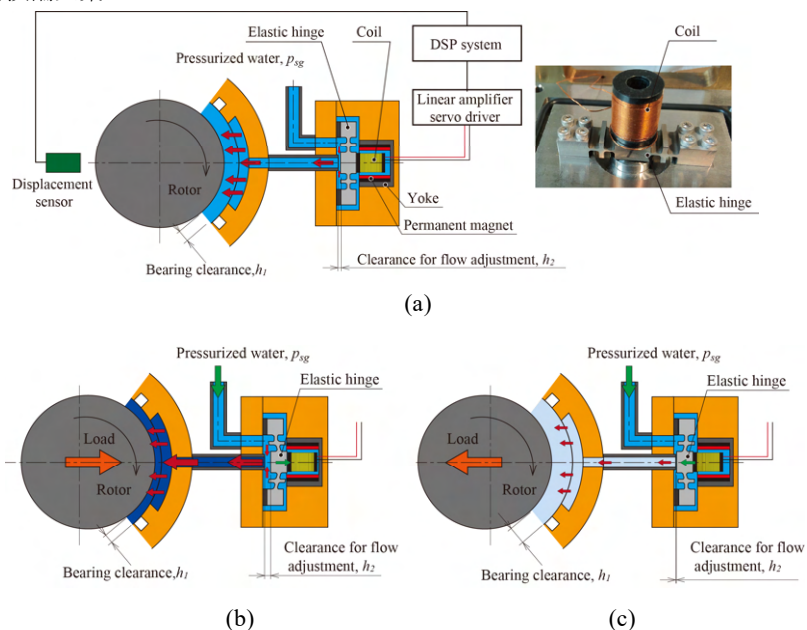 Elastic hinge
Coil
Pressurized water, psg
DSP system
Linear amplifier
servo driver
Coil
Displacement
sensor
Rotor
Yoke
Permanent magnet
Elastic hinge
Bearing clearance,h1
Clearance for flow adjustment, h2
(a)
Pressurized water, psg
Elastic hinge
Load
Rotor
Clearance for flow
adjustment, h2
Bearing clearance,h1
(b)
Pressurized water, psg
Elastic hinge
Load
Rotor
Clearance for flow
adjustment, h2
Bearing clearance, h1
(c)